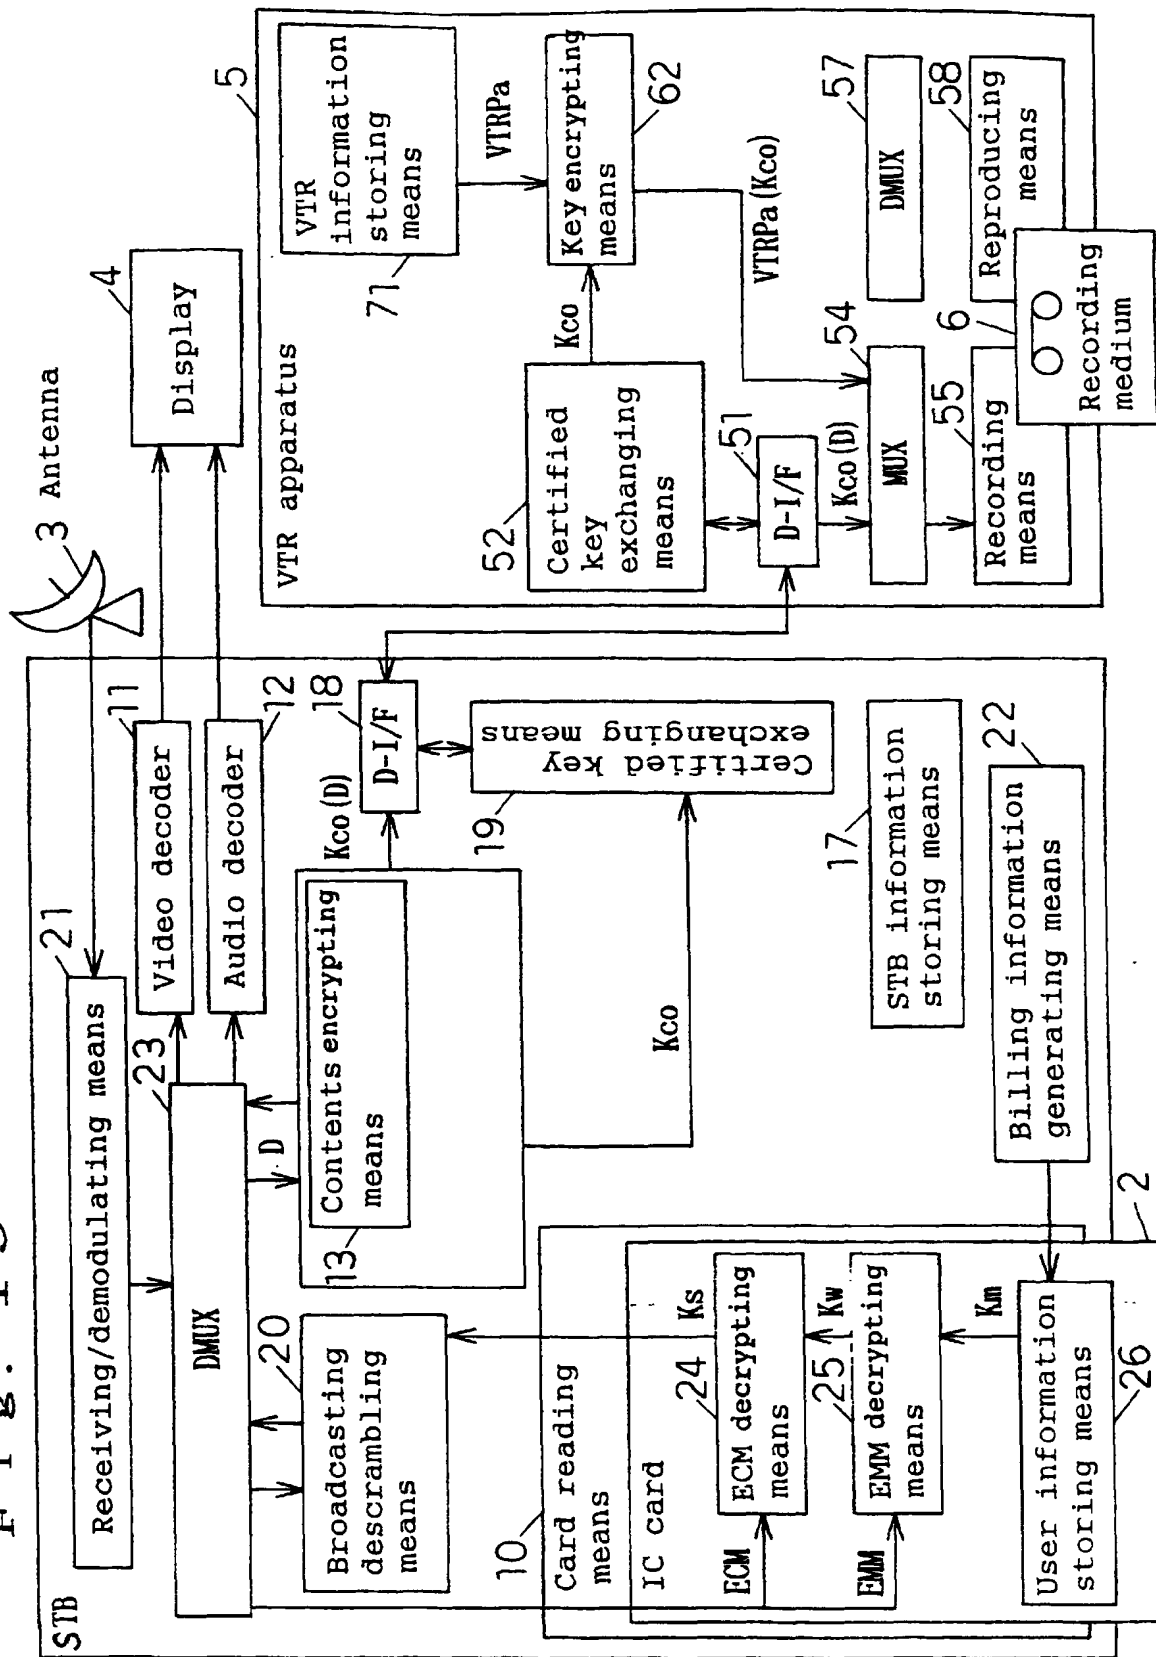 STB
Receiving/demodulating means
21
DMUX
23
Video decoder
11
Audio decoder
12
3
Antenna
4
Display
Broadcasting
descrambling
means
20
D
Contents encrypting
means
13
Kco(D)
D-I/F
18
Certified key
exchanging means
19
Kco
STB information
storing means
17
Billing information
generating means
22
10
Card reading
means
IC card
2
ECM
ECM decrypting
means
24
Ks
EMM
EMM decrypting
means
25
Kw
Km
User information
storing means
26
VTR apparatus
5
VTR
information
storing
means
71
VTRPa
Key encrypting
means
62
Kco
Certified
key
exchanging
means
52
VTRPa(Kco)
D-I/F
51
Kco(D)
MUX
54
DMUX
57
Recording
means
55
Reproducing
means
58
6
Recording
medium